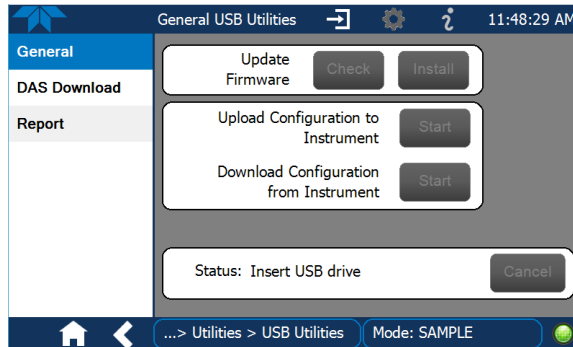 General USB Utilities
11:48:29 AM
General
DAS Download
Report
Update
Firmware
Check
Install
Upload Configuration to
Instrument
Start
Download Configuration
from Instrument
Start
Status: Insert USB drive
Cancel
...> Utilities > USB Utilities
Mode: SAMPLE